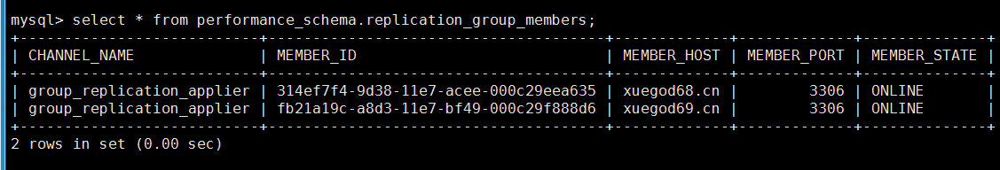 mysql> select * from performance_schema.replication_group_members;
+---------------------------+--------------------------------------+-------------+-------------+--------------+
| CHANNEL_NAME              | MEMBER_ID                            | MEMBER_HOST | MEMBER_PORT | MEMBER_STATE |
+---------------------------+--------------------------------------+-------------+-------------+--------------+
| group_replication_applier | 314ef7f4-9d38-11e7-acee-000c29eea635 | xuegod68.cn |        3306 | ONLINE       |
| group_replication_applier | fb21a19c-a8d3-11e7-bf49-000c29f888d6 | xuegod69.cn |        3306 | ONLINE       |
+---------------------------+--------------------------------------+-------------+-------------+--------------+
2 rows in set (0.00 sec)